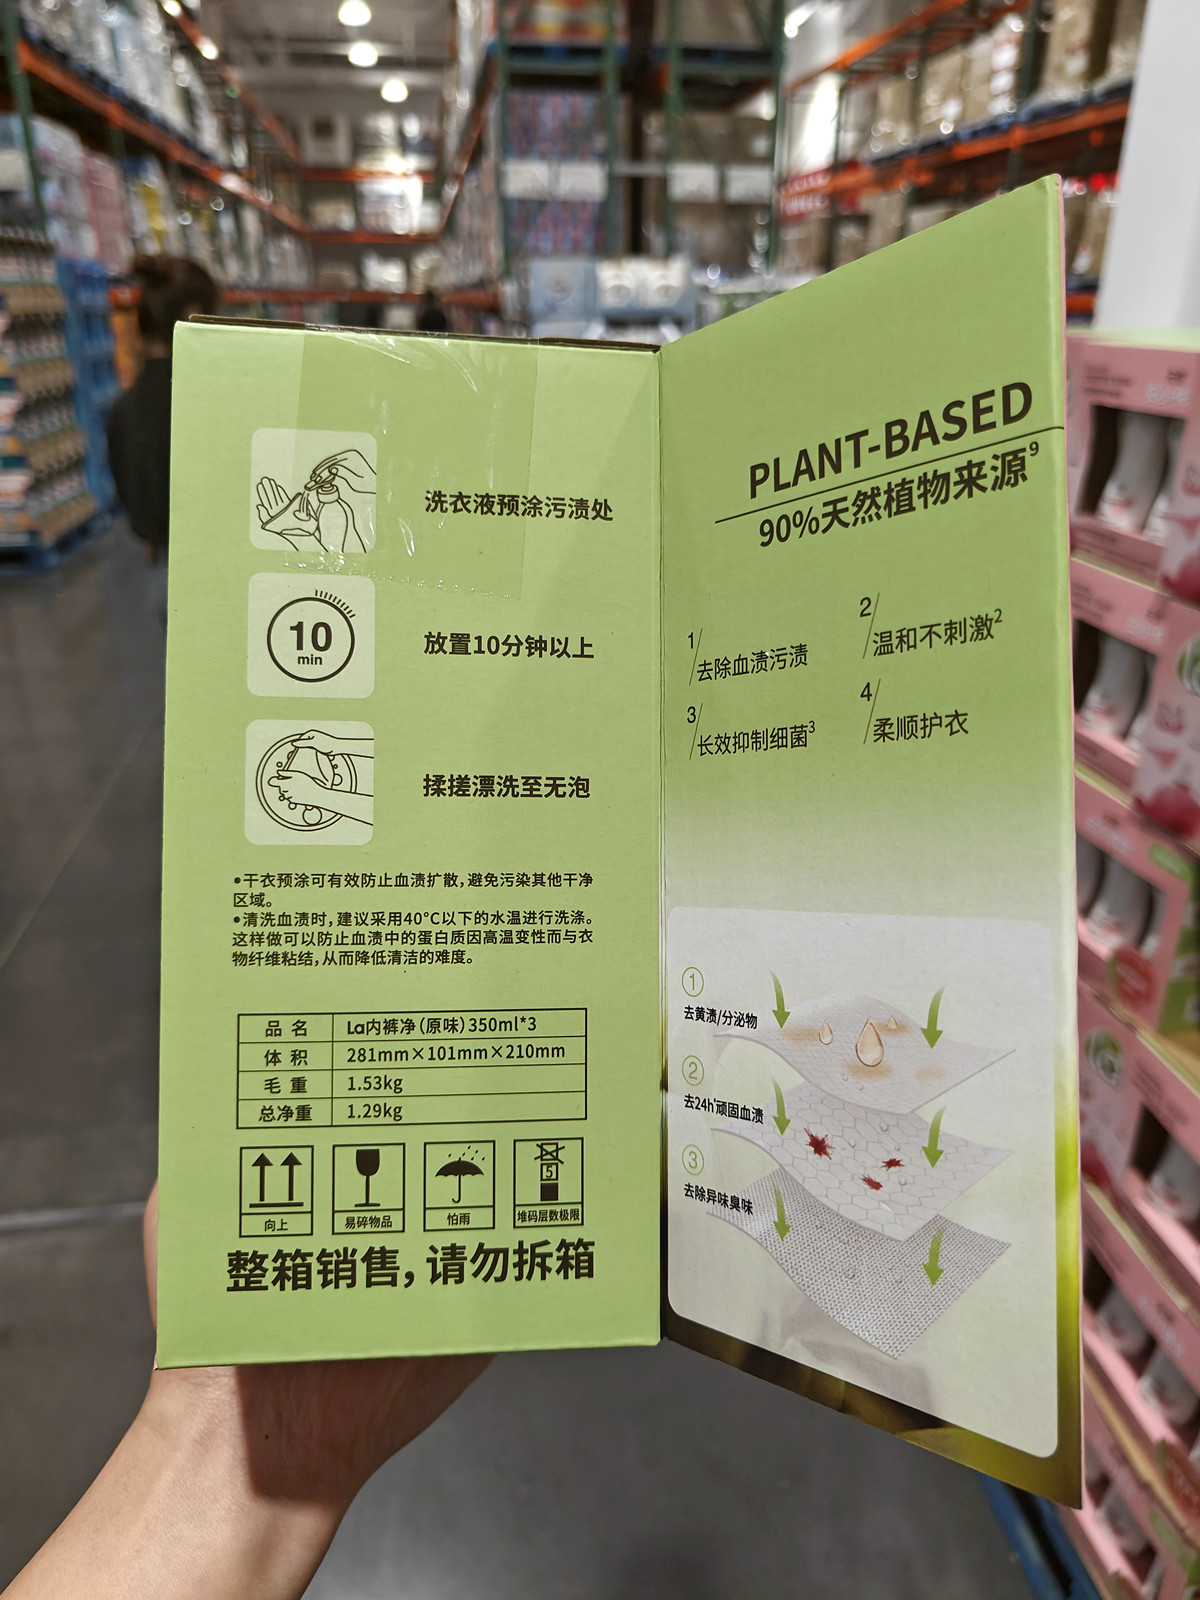 洗衣液预涂污渍处
10
min
放置10分钟以上
揉搓漂洗至无泡
•干衣预涂可有效防止血渍扩散，避免污染其他干净
区域。
•清洗血渍时，建议采用40°C以下的水温进行洗涤。
这样做可以防止血渍中的蛋白质因高温变性而与衣
物纤维粘结，从而降低清洁的难度。
品 名 La内裤净（原味）350ml*3
体 积 281mm×101mm×210mm
毛 重 1.53kg
总净重 1.29kg
5
向上 易碎物品 怕雨 堆码层数极限
整箱销售，请勿拆箱
PLANT-BASED
90%天然植物来源9
1/去除血渍污渍
2/温和不刺激2
3/长效抑制细菌3
4/柔顺护衣
①
去黄渍/分泌物
②
去24h1顽固血渍
③
去除异味臭味